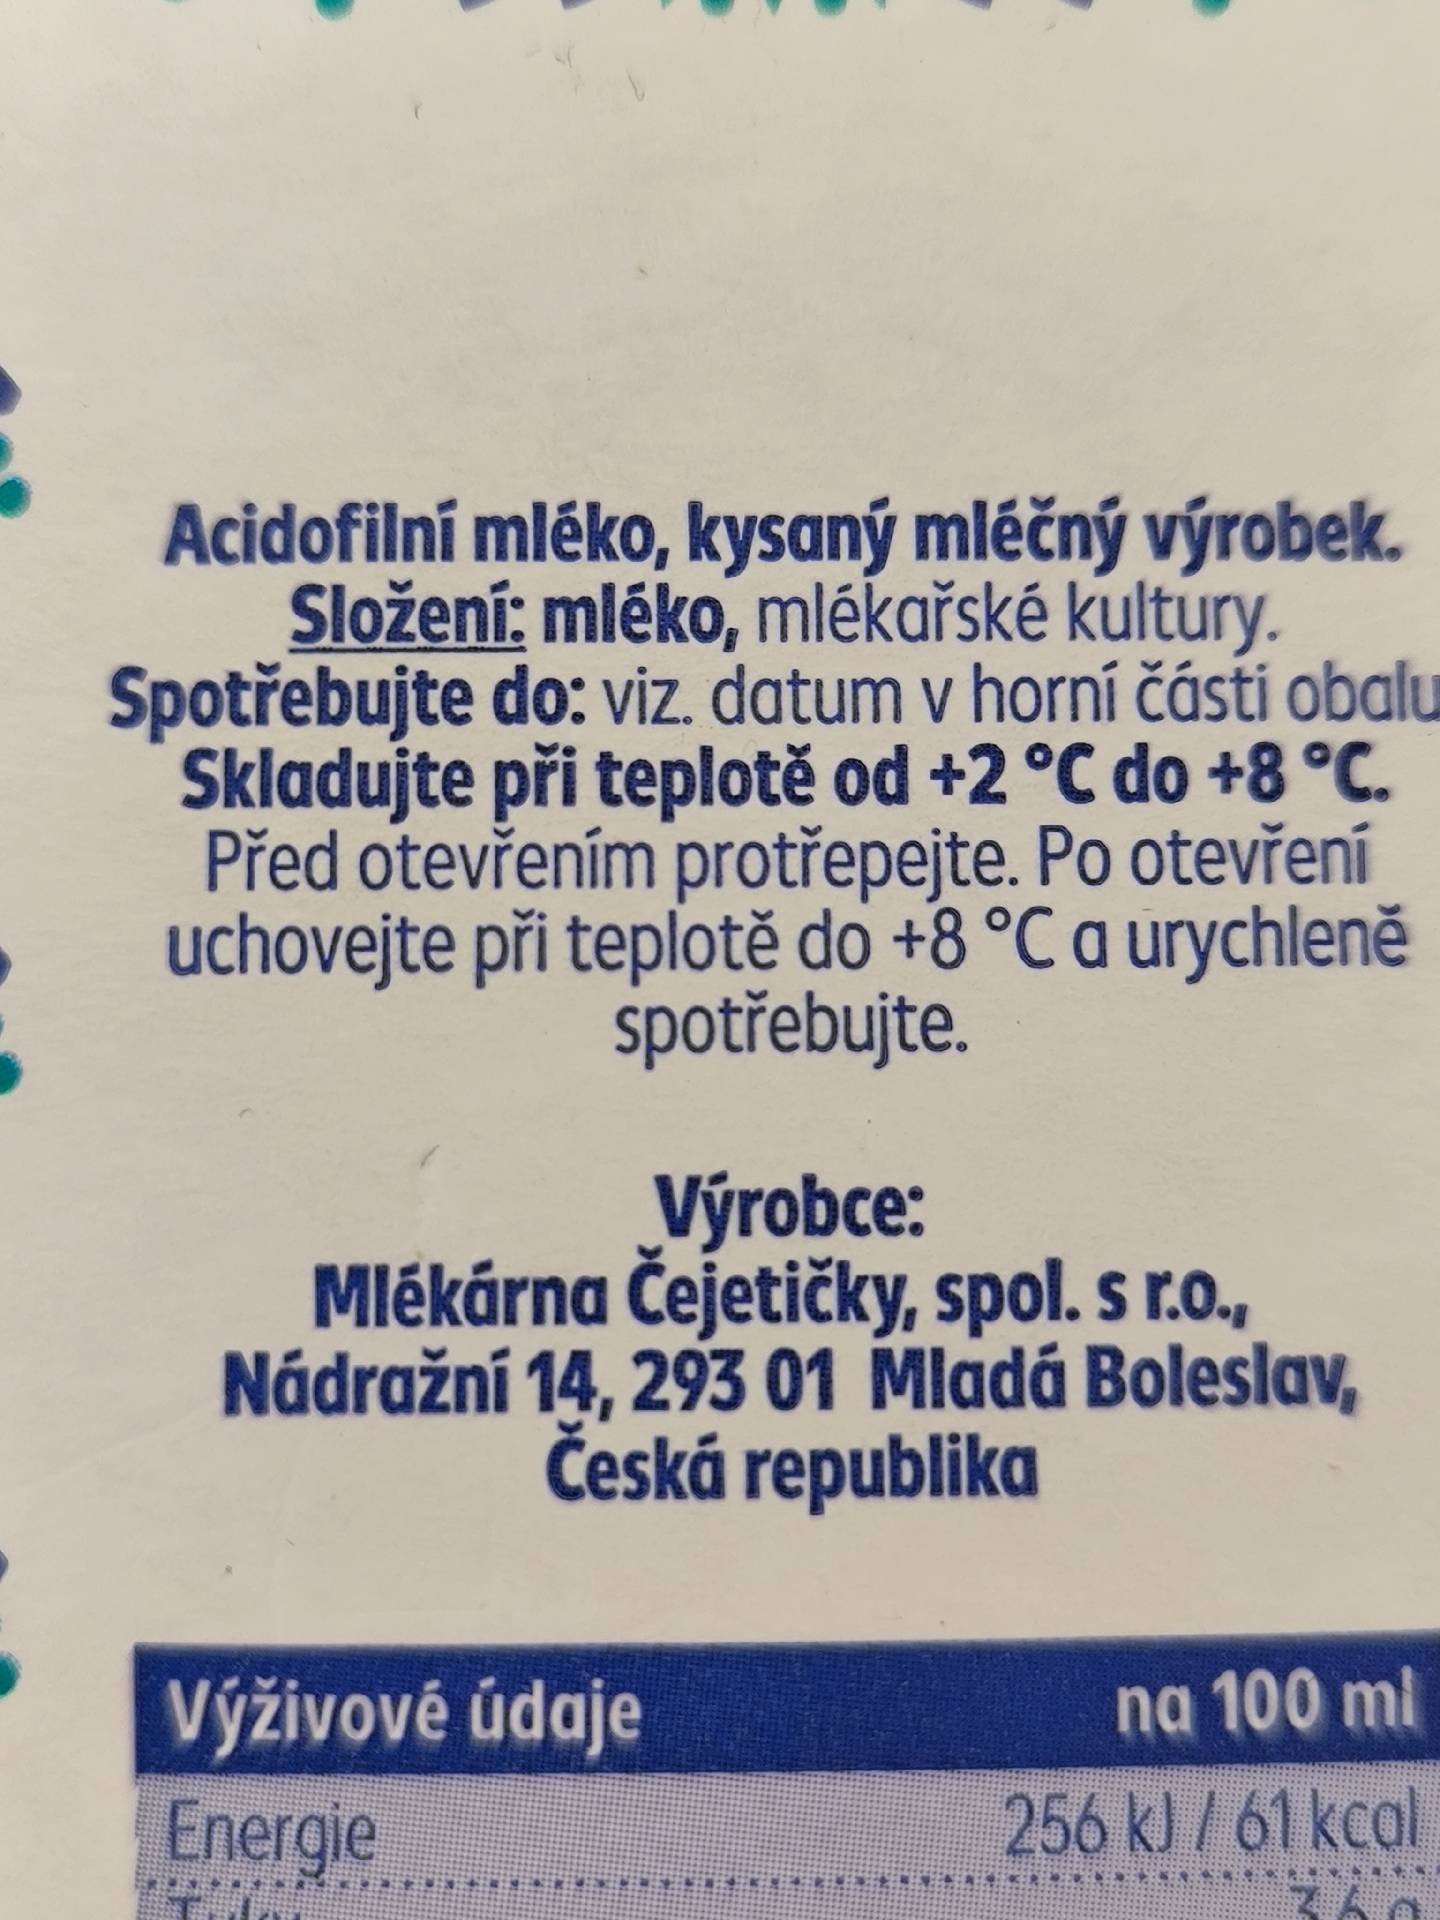 Acidofilní mléko, kysaný mléčný výrobek.
Složení: mléko, mlékařské kultury.
Spotřebujte do: viz. datum v horní části obalu
Skladujte při teplotě od +2 °C do +8 °C.
Před otevřením protřepejte. Po otevření
uchovejte při teplotě do +8 °C a urychleně
spotřebujte.
Výrobce:
Mlékárna Čejetičky, spol. s r.o.,
Nádražní 14, 293 01 Mladá Boleslav,
Česká republika
Výživové údaje na 100 ml
Energie 256 kJ / 61 kcal
Tuky 3,6 g